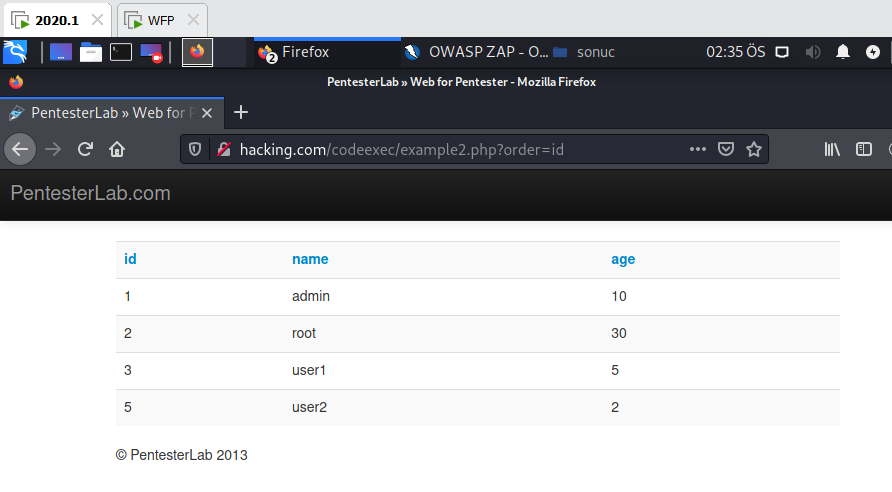 2020.1 WFP
Firefox OWASP ZAP - O... sonuc 02:35 ÖS
2
PentesterLab » Web for Pentester - Mozilla Firefox
PentesterLab » Web for P
hacking.com/codeexec/example2.php?order=id
PentesterLab.com
id name age
1 admin 10
2 root 30
3 user1 5
5 user2 2
© PentesterLab 2013